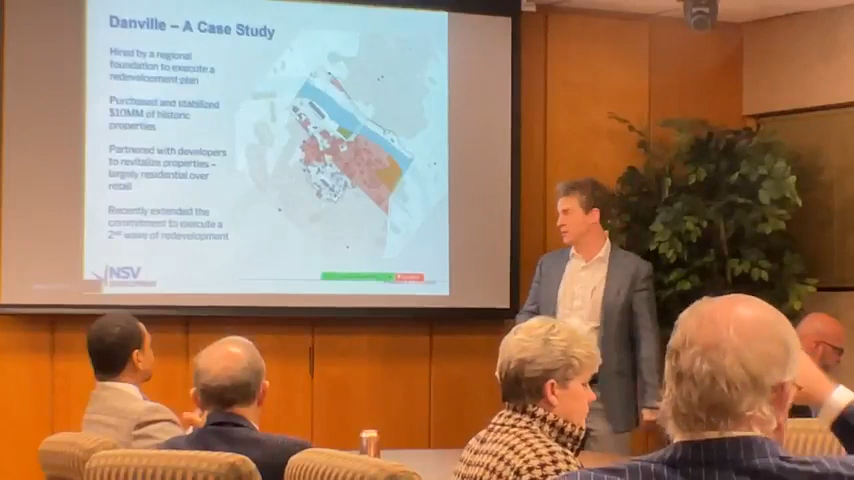 Danville – A Case Study
Hired by a regional
foundation to execute a
redevelopment plan
Purchased and stabilized
$10MM of historic
properties
Partnered with developers
to revitalize properties –
largely residential over
retail
Recently extended the
commitment to execute a
2nd wave of redevelopment
NSV
DEVELOPMENT